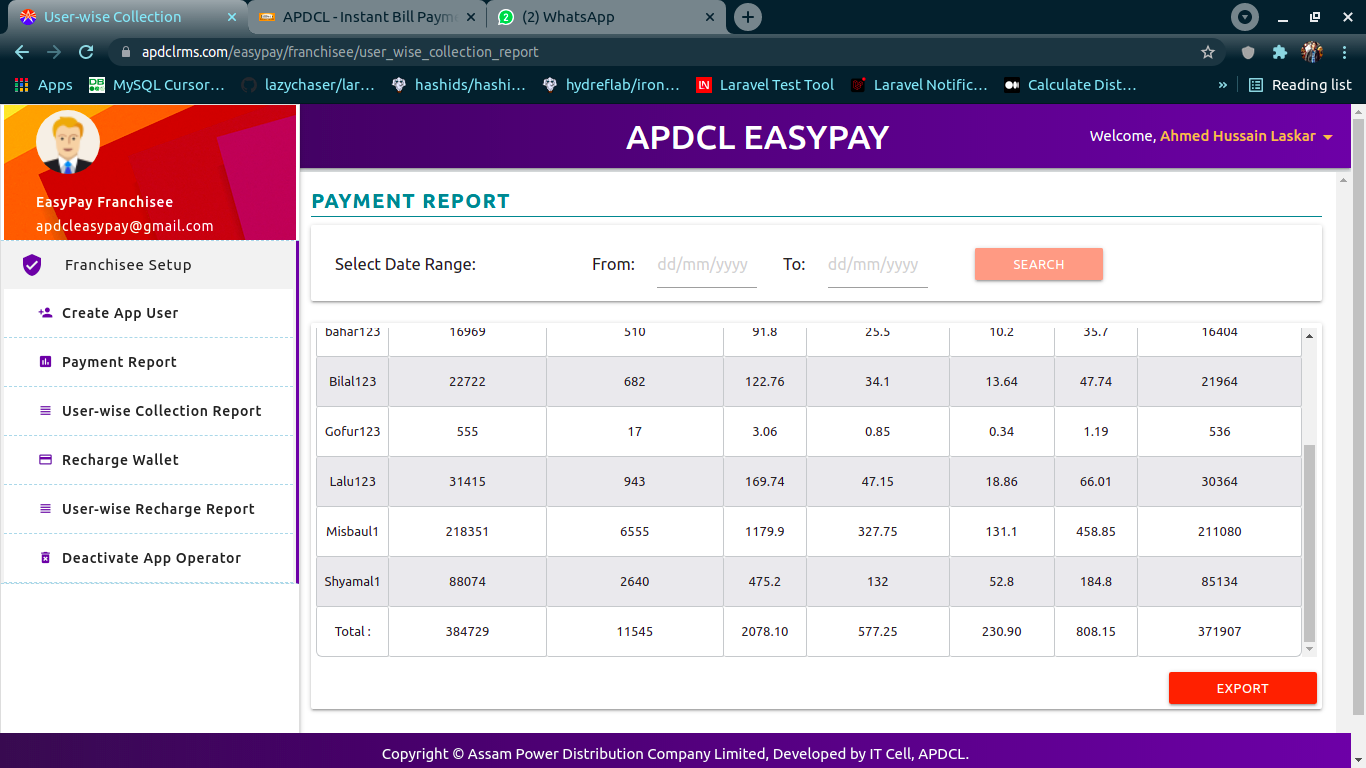 User-wise Collection
APDCL - Instant Bill Payme
(2) WhatsApp
apdclrms.com/easypay/franchisee/user_wise_collection_report
Apps MySQL Cursor… lazychaser/lar… hashids/hashi… hydreflab/iron… Laravel Test Tool Laravel Notific… Calculate Dist… » Reading list
EasyPay Franchisee
apdcleasypay@gmail.com
Franchisee Setup
Create App User
Payment Report
User-wise Collection Report
Recharge Wallet
User-wise Recharge Report
Deactivate App Operator
APDCL EASYPAY
Welcome, Ahmed Hussain Laskar
PAYMENT REPORT
Select Date Range: From: dd/mm/yyyy To: dd/mm/yyyy SEARCH
bahar123 16969 510 91.8 25.5 10.2 35.7 16404
Bilal123 22722 682 122.76 34.1 13.64 47.74 21964
Gofur123 555 17 3.06 0.85 0.34 1.19 536
Lalu123 31415 943 169.74 47.15 18.86 66.01 30364
Misbaul1 218351 6555 1179.9 327.75 131.1 458.85 211080
Shyamal1 88074 2640 475.2 132 52.8 184.8 85134
Total : 384729 11545 2078.10 577.25 230.90 808.15 371907
EXPORT
Copyright © Assam Power Distribution Company Limited, Developed by IT Cell, APDCL.